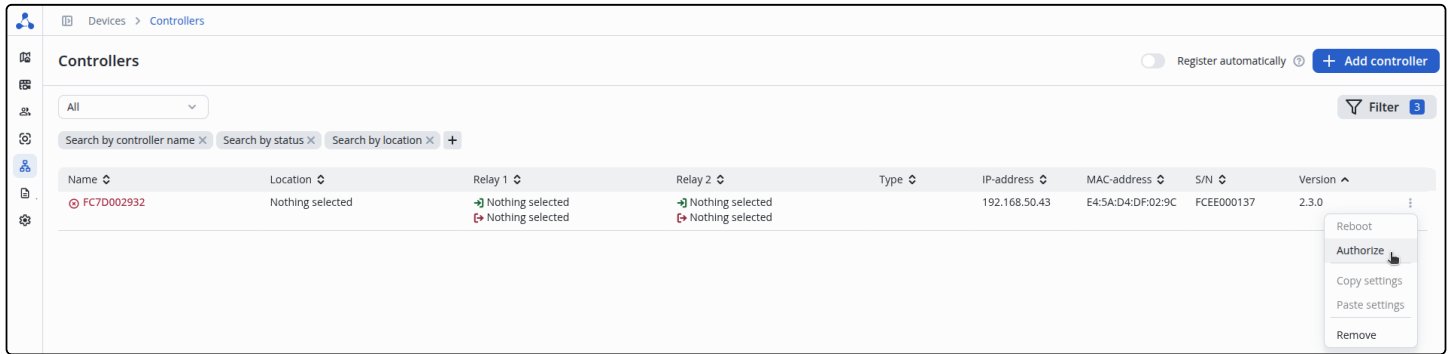 Devices > Controllers
Controllers
Register automatically ? + Add controller
All
Filter 3
Search by controller name × Search by status × Search by location × +
Name Location Relay 1 Relay 2 Type IP-address MAC-address S/N Version
FC7D002932 Nothing selected Nothing selected Nothing selected 192.168.50.43 E4:5A:D4:DF:02:9C FCEE000137 2.3.0
Nothing selected Nothing selected
Reboot
Authorize
Copy settings
Paste settings
Remove